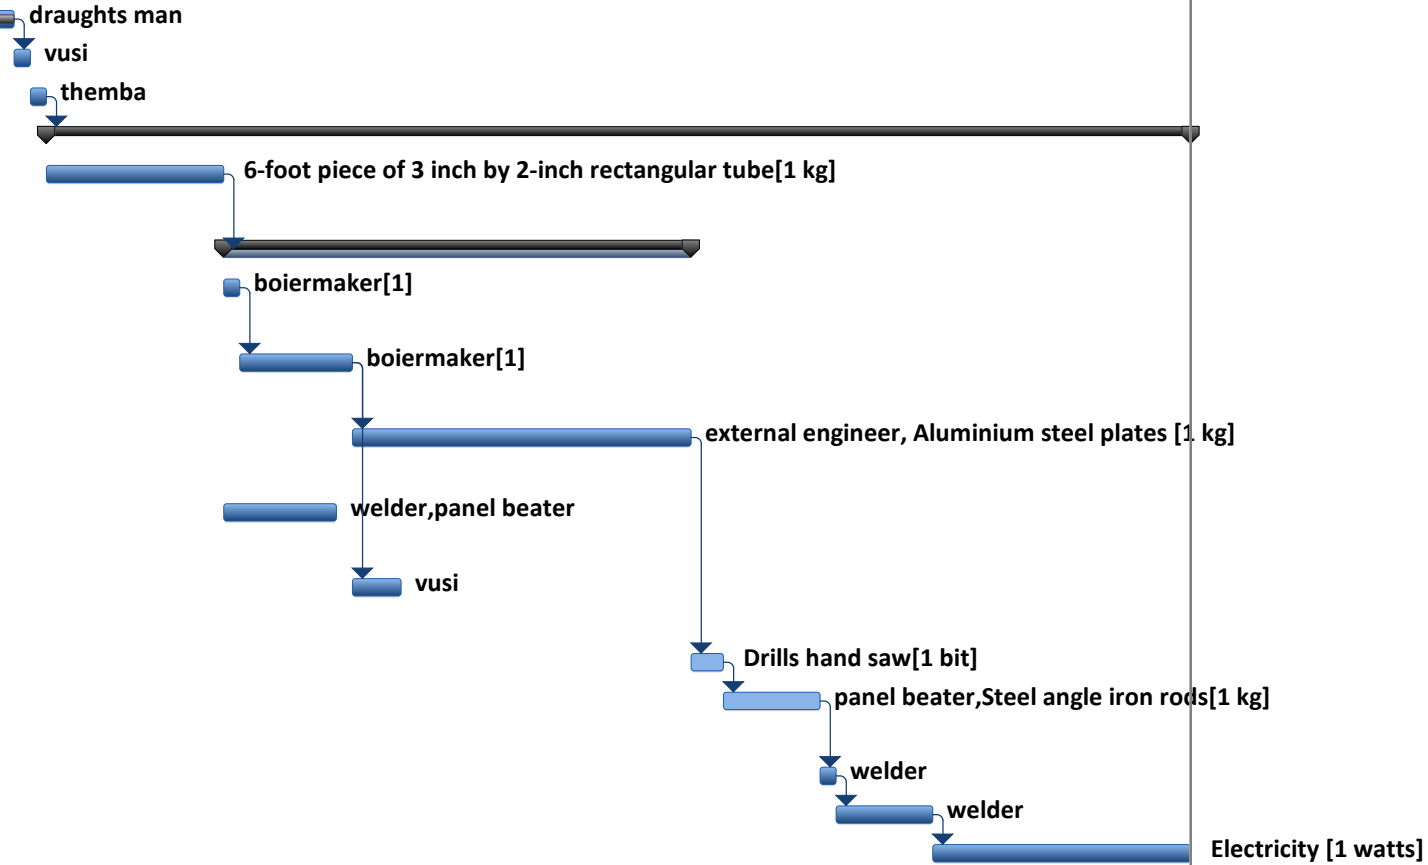 draughts man
vusi
themba
6-foot piece of 3 inch by 2-inch rectangular tube[1 kg]
boiermaker[1]
boiermaker[1]
external engineer, Aluminium steel plates [1 kg]
welder,panel beater
vusi
Drills hand saw[1 bit]
panel beater,Steel angle iron rods[1 kg]
welder
welder
Electricity [1 watts]